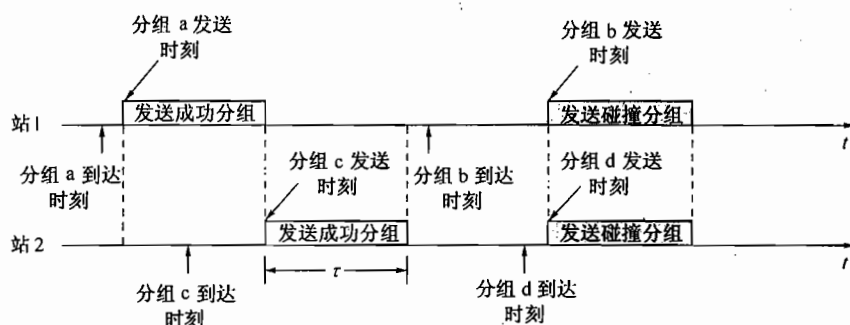 分组 a 发送
时刻
分组 b 发送
时刻
站1
发送成功分组
发送碰撞分组
t
分组 a 到达
时刻
分组 c 发送
时刻
分组 b 到达
时刻
分组 d 发送
时刻
站2
发送成功分组
发送碰撞分组
t
分组 c 到达
时刻
τ
分组 d 到达
时刻